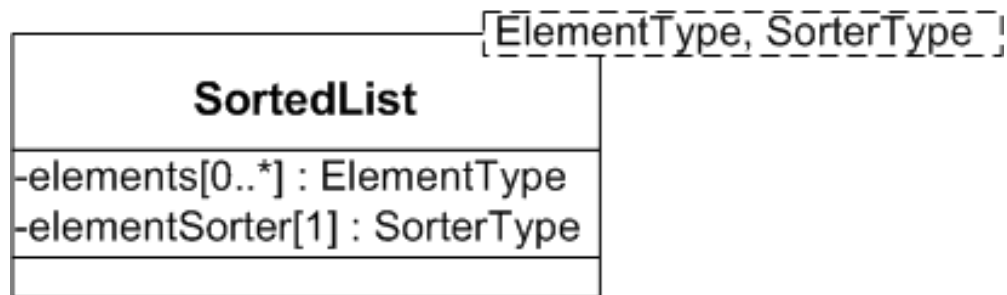 ElementType, SorterType
SortedList
-elements[0..*] : ElementType
-elementSorter[1] : SorterType